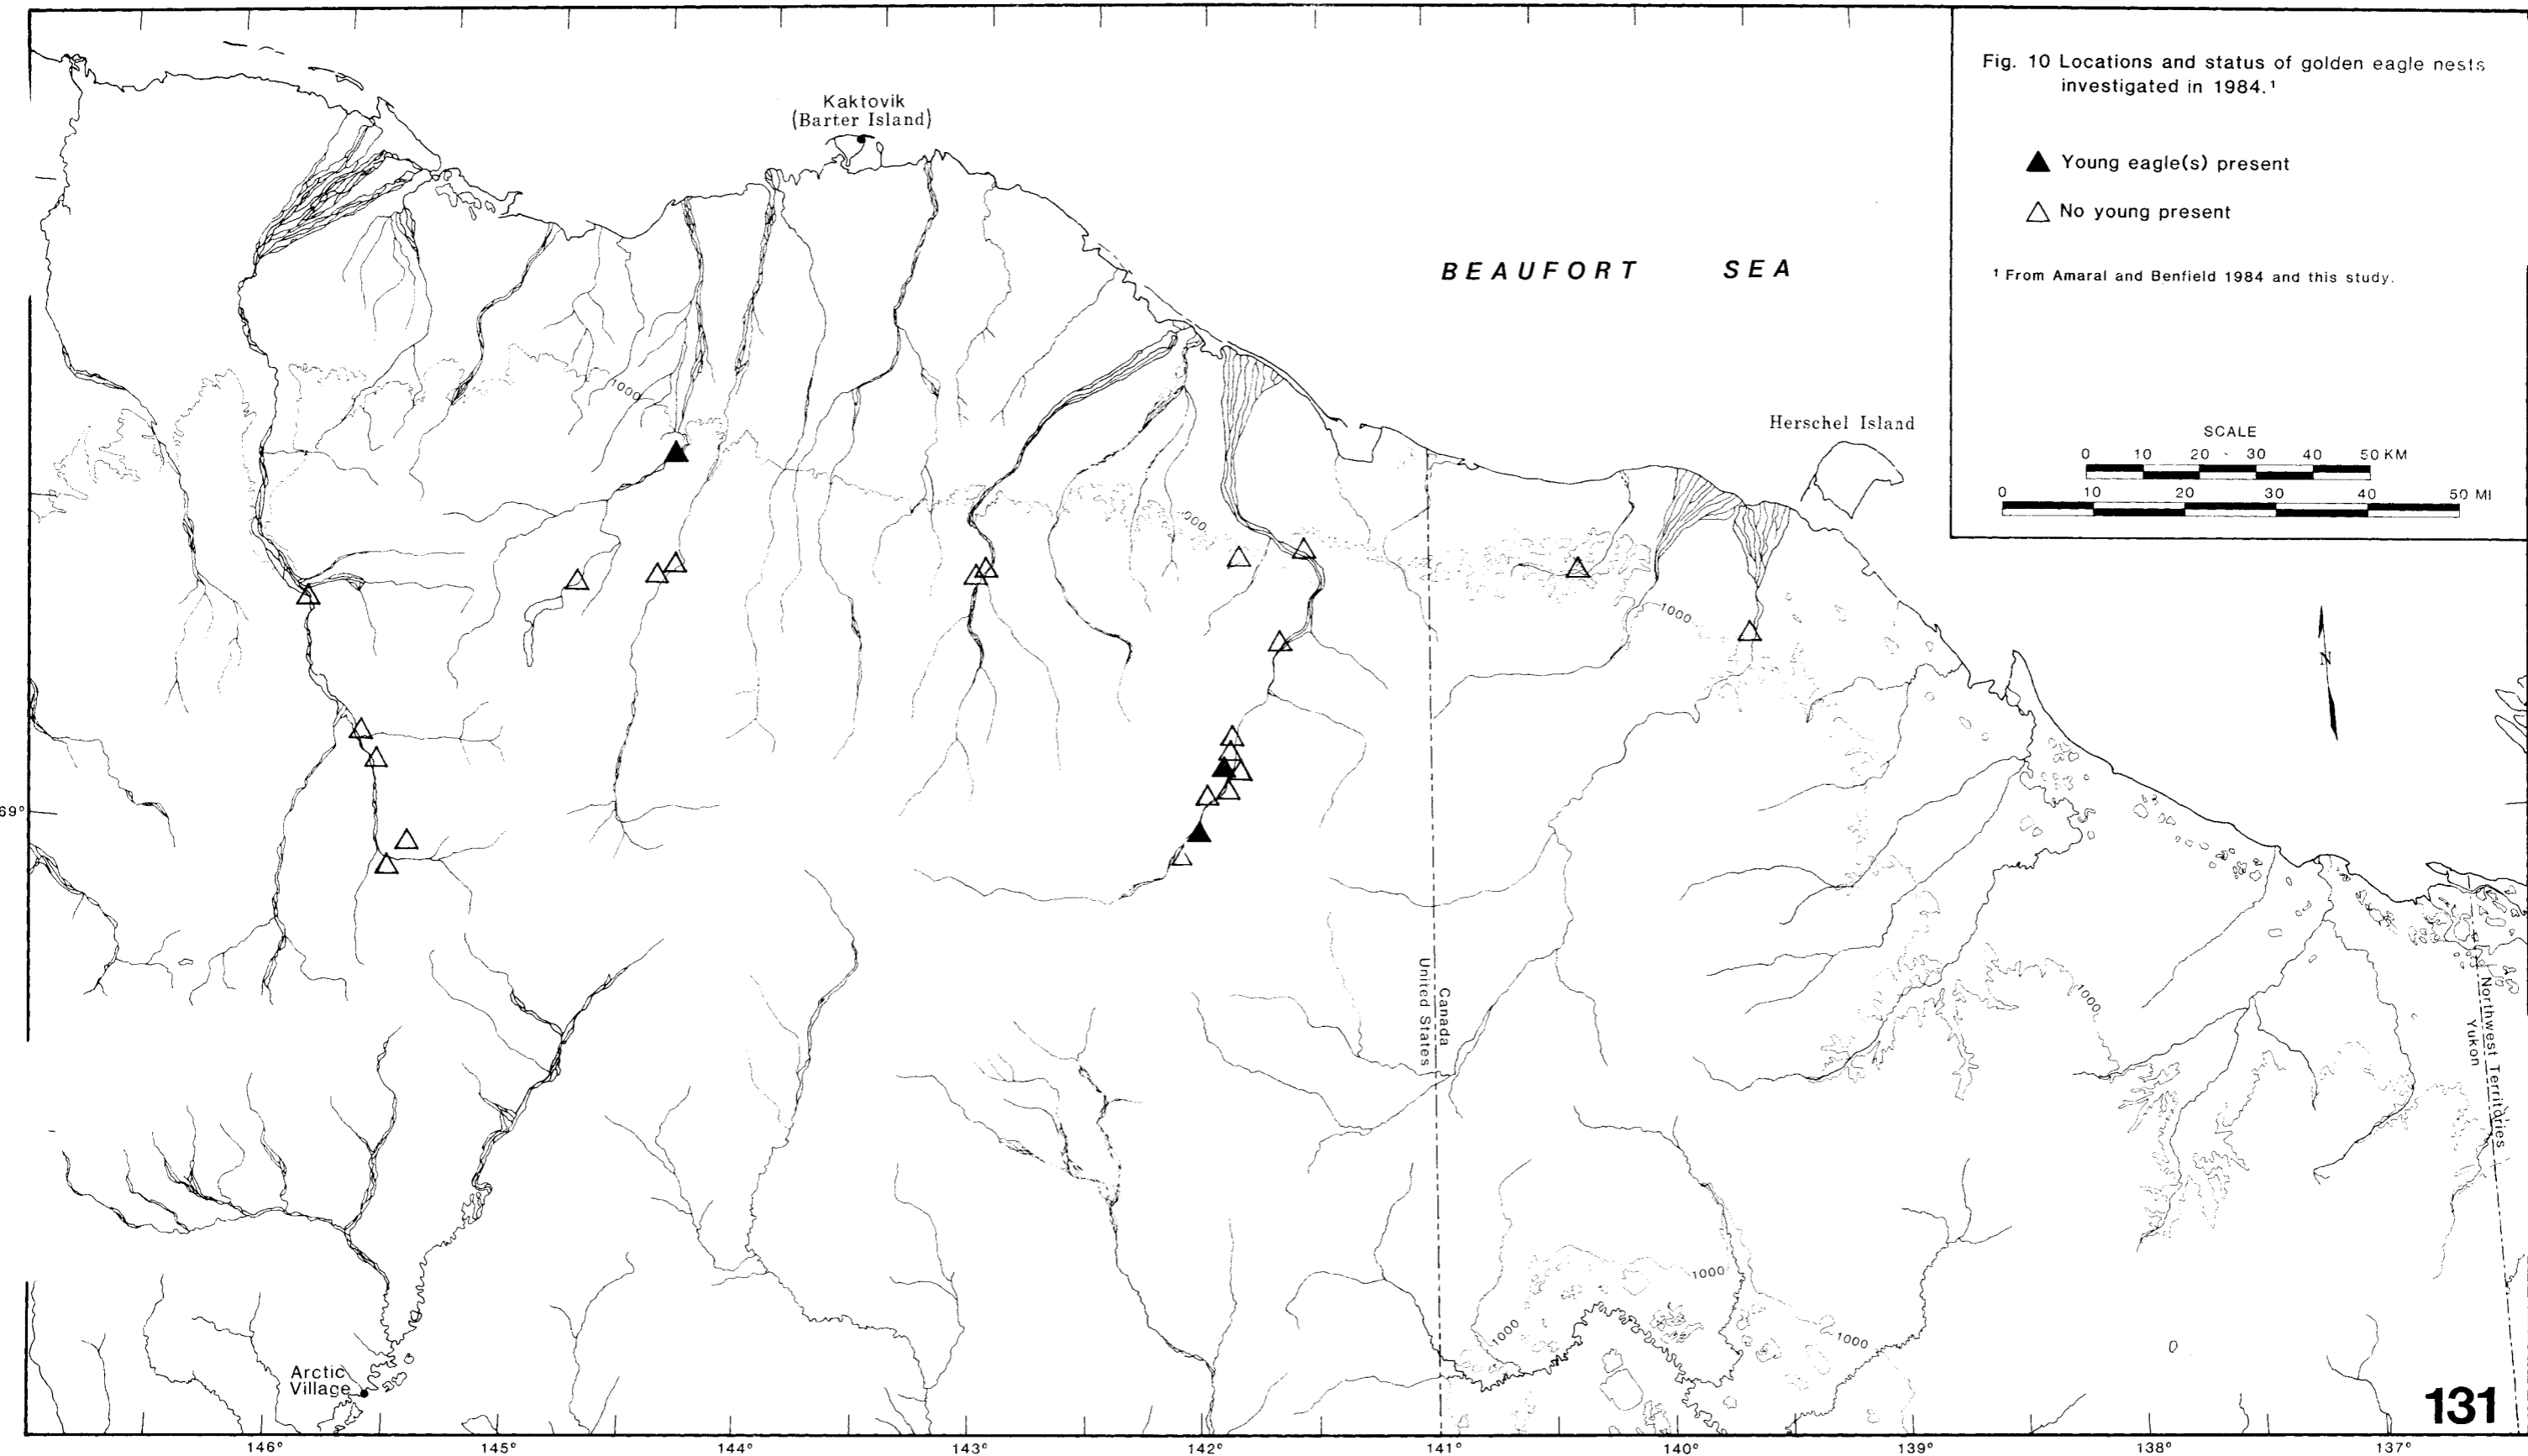 Fig. 10 Locations and status of golden eagle nests
investigated in 1984.¹
Young eagle(s) present
No young present
¹ From Amaral and Benfield 1984 and this study.
SCALE
0 10 20 30 40 50 KM
0 10 20 30 40 50 MI
Kaktovik
(Barter Island)
BEAUFORT SEA
Herschel Island
1000
1000
N
69°
United States
Canada
1000
Northwest Territories
Yukon
1000
1000
1000
Arctic
Village
131
146° 145° 144° 143° 142° 141° 140° 139° 138° 137°